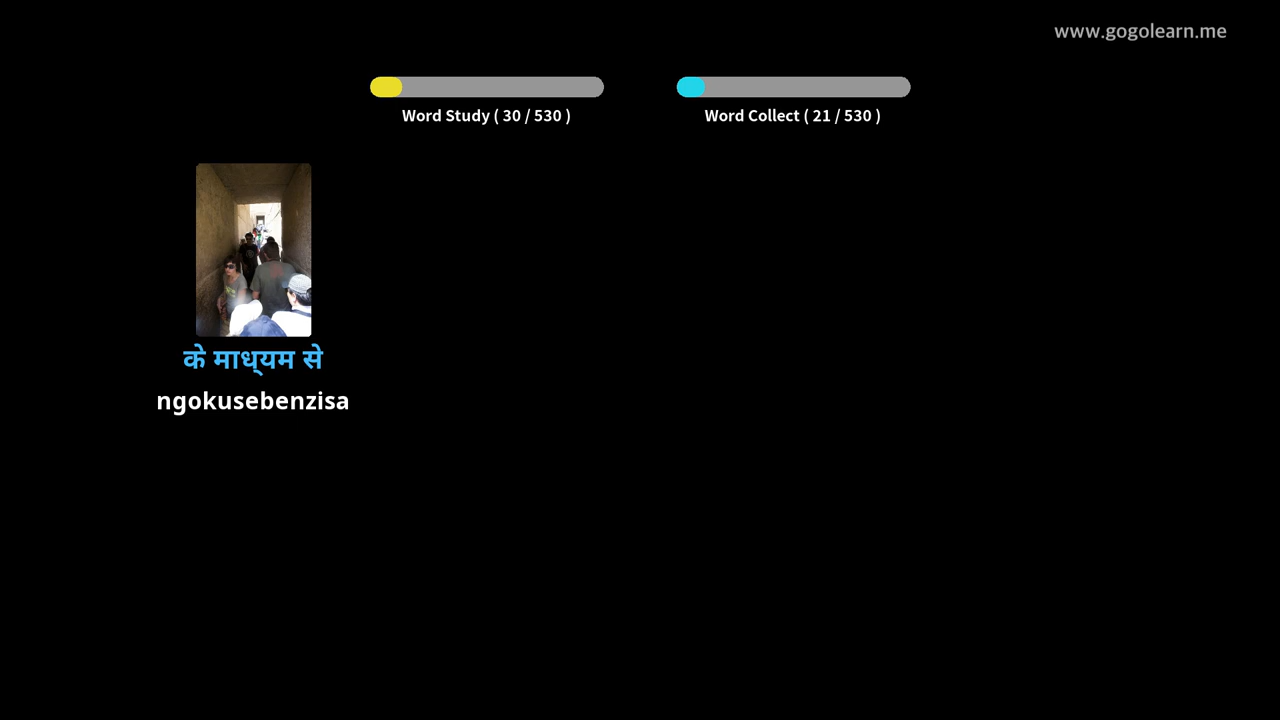 www.gogolearn.me
Word Study ( 30 / 530 )
Word Collect ( 21 / 530 )
के माध्यम से
ngokusebenzisa